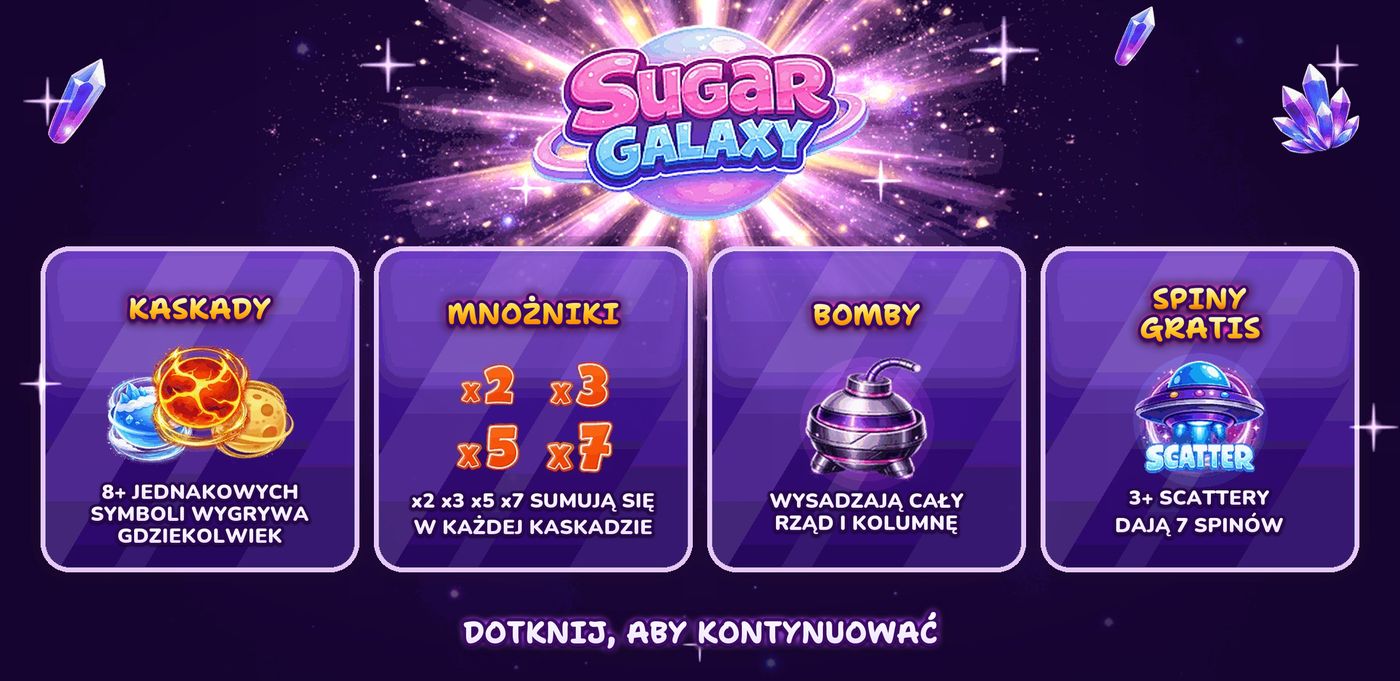 SUGAR
GALAXY
KASKADY
8+ JEDNAKOWYCH
SYMBOLI WYGRYWA
GDZIEKOLWIEK
MNOŻNIKI
x2 x3
x5 x7
x2 x3 x5 x7 SUMUJĄ SIĘ
W KAŻDEJ KASKADZIE
BOMBY
WYSADZAJĄ CAŁY
RZĄD I KOLUMNĘ
SPINY
GRATIS
SCATTER
3+ SCATTERY
DAJĄ 7 SPINÓW
DOTKNIJ, ABY KONTYNUOWAĆ